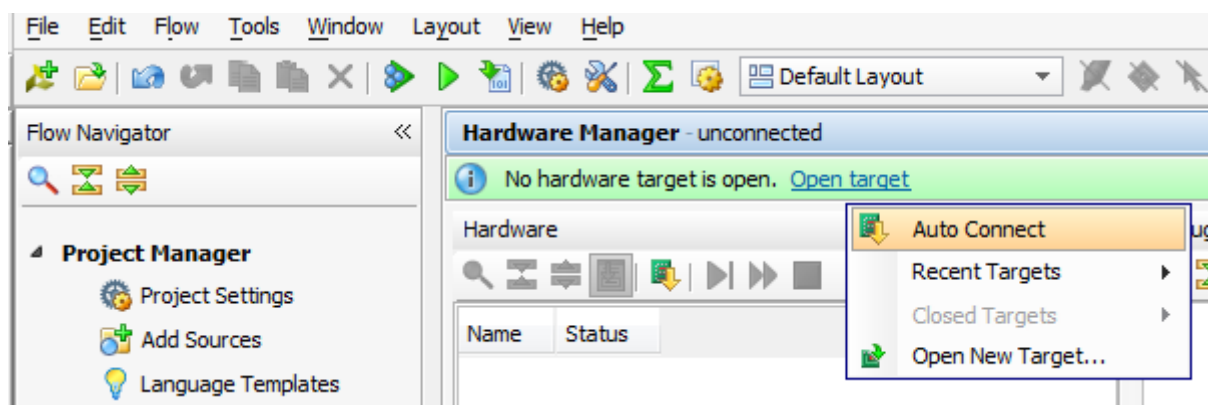 File Edit Flow Tools Window Layout View Help
Default Layout
Flow Navigator
Hardware Manager - unconnected
No hardware target is open. Open target
Hardware
Auto Connect
Recent Targets
Closed Targets
Open New Target...
Name Status
Project Manager
Project Settings
Add Sources
Language Templates